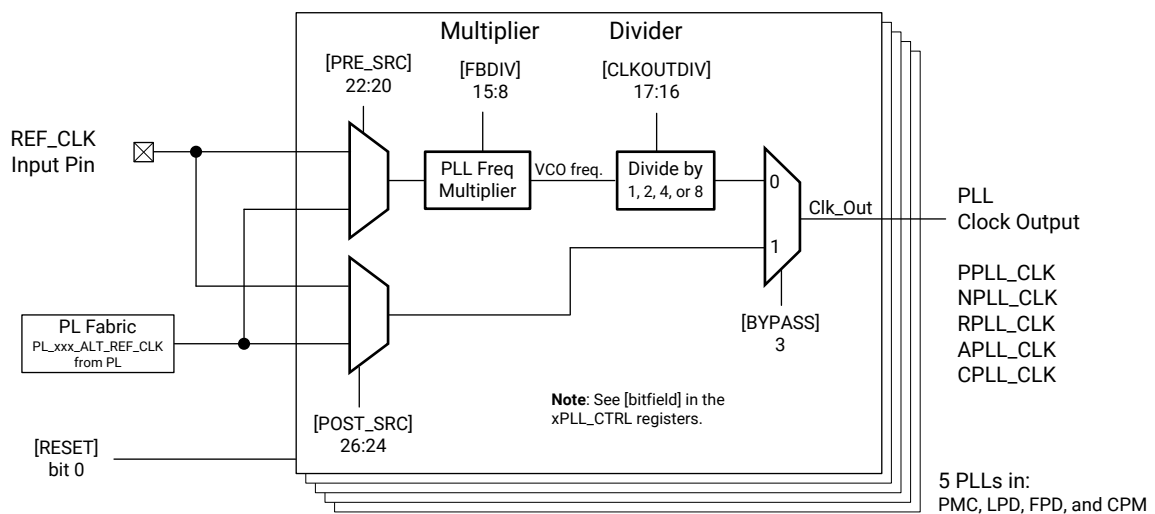 Multiplier
Divider
[PRE_SRC]
22:20
[FBDIV]
15:8
[CLKOUTDIV]
17:16
REF_CLK
Input Pin
PLL Freq
Multiplier
VCO freq.
Divide by
1, 2, 4, or 8
0
1
Clk_Out
PLL
Clock Output
PPLL_CLK
NPLL_CLK
RPLL_CLK
APLL_CLK
CPLL_CLK
PL Fabric
PL_xxx_ALT_REF_CLK
from PL
[BYPASS]
3
Note: See [bitfield] in the
xPLL_CTRL registers.
[POST_SRC]
26:24
[RESET]
bit 0
5 PLLs in:
PMC, LPD, FPD, and CPM